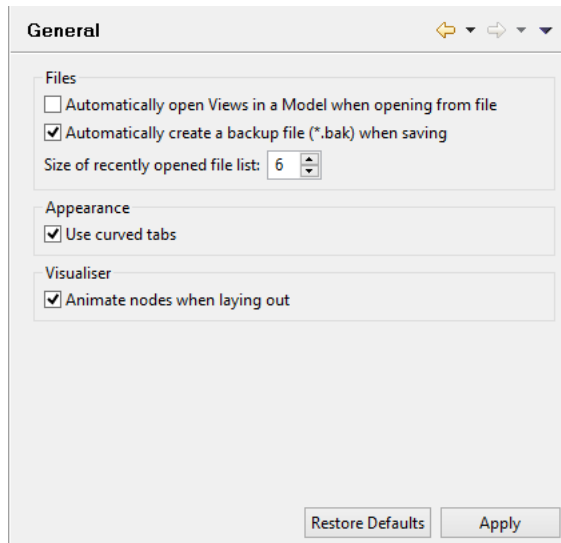 General
Files
Automatically open Views in a Model when opening from file
Automatically create a backup file (*.bak) when saving
Size of recently opened file list: 6
Appearance
Use curved tabs
Visualiser
Animate nodes when laying out
Restore Defaults Apply